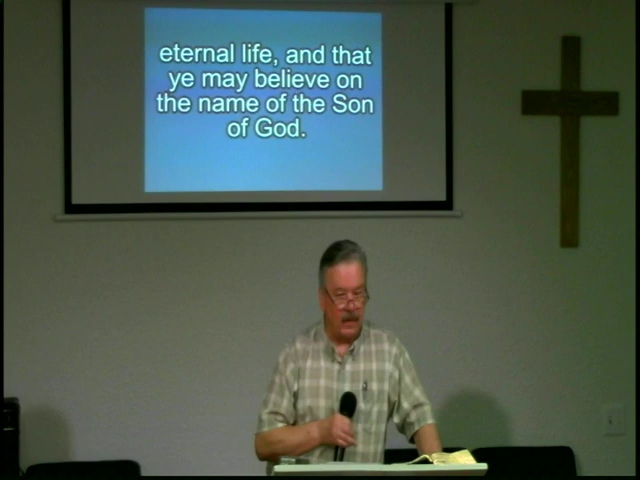 eternal life, and that
ye may believe on
the name of the Son
of God.